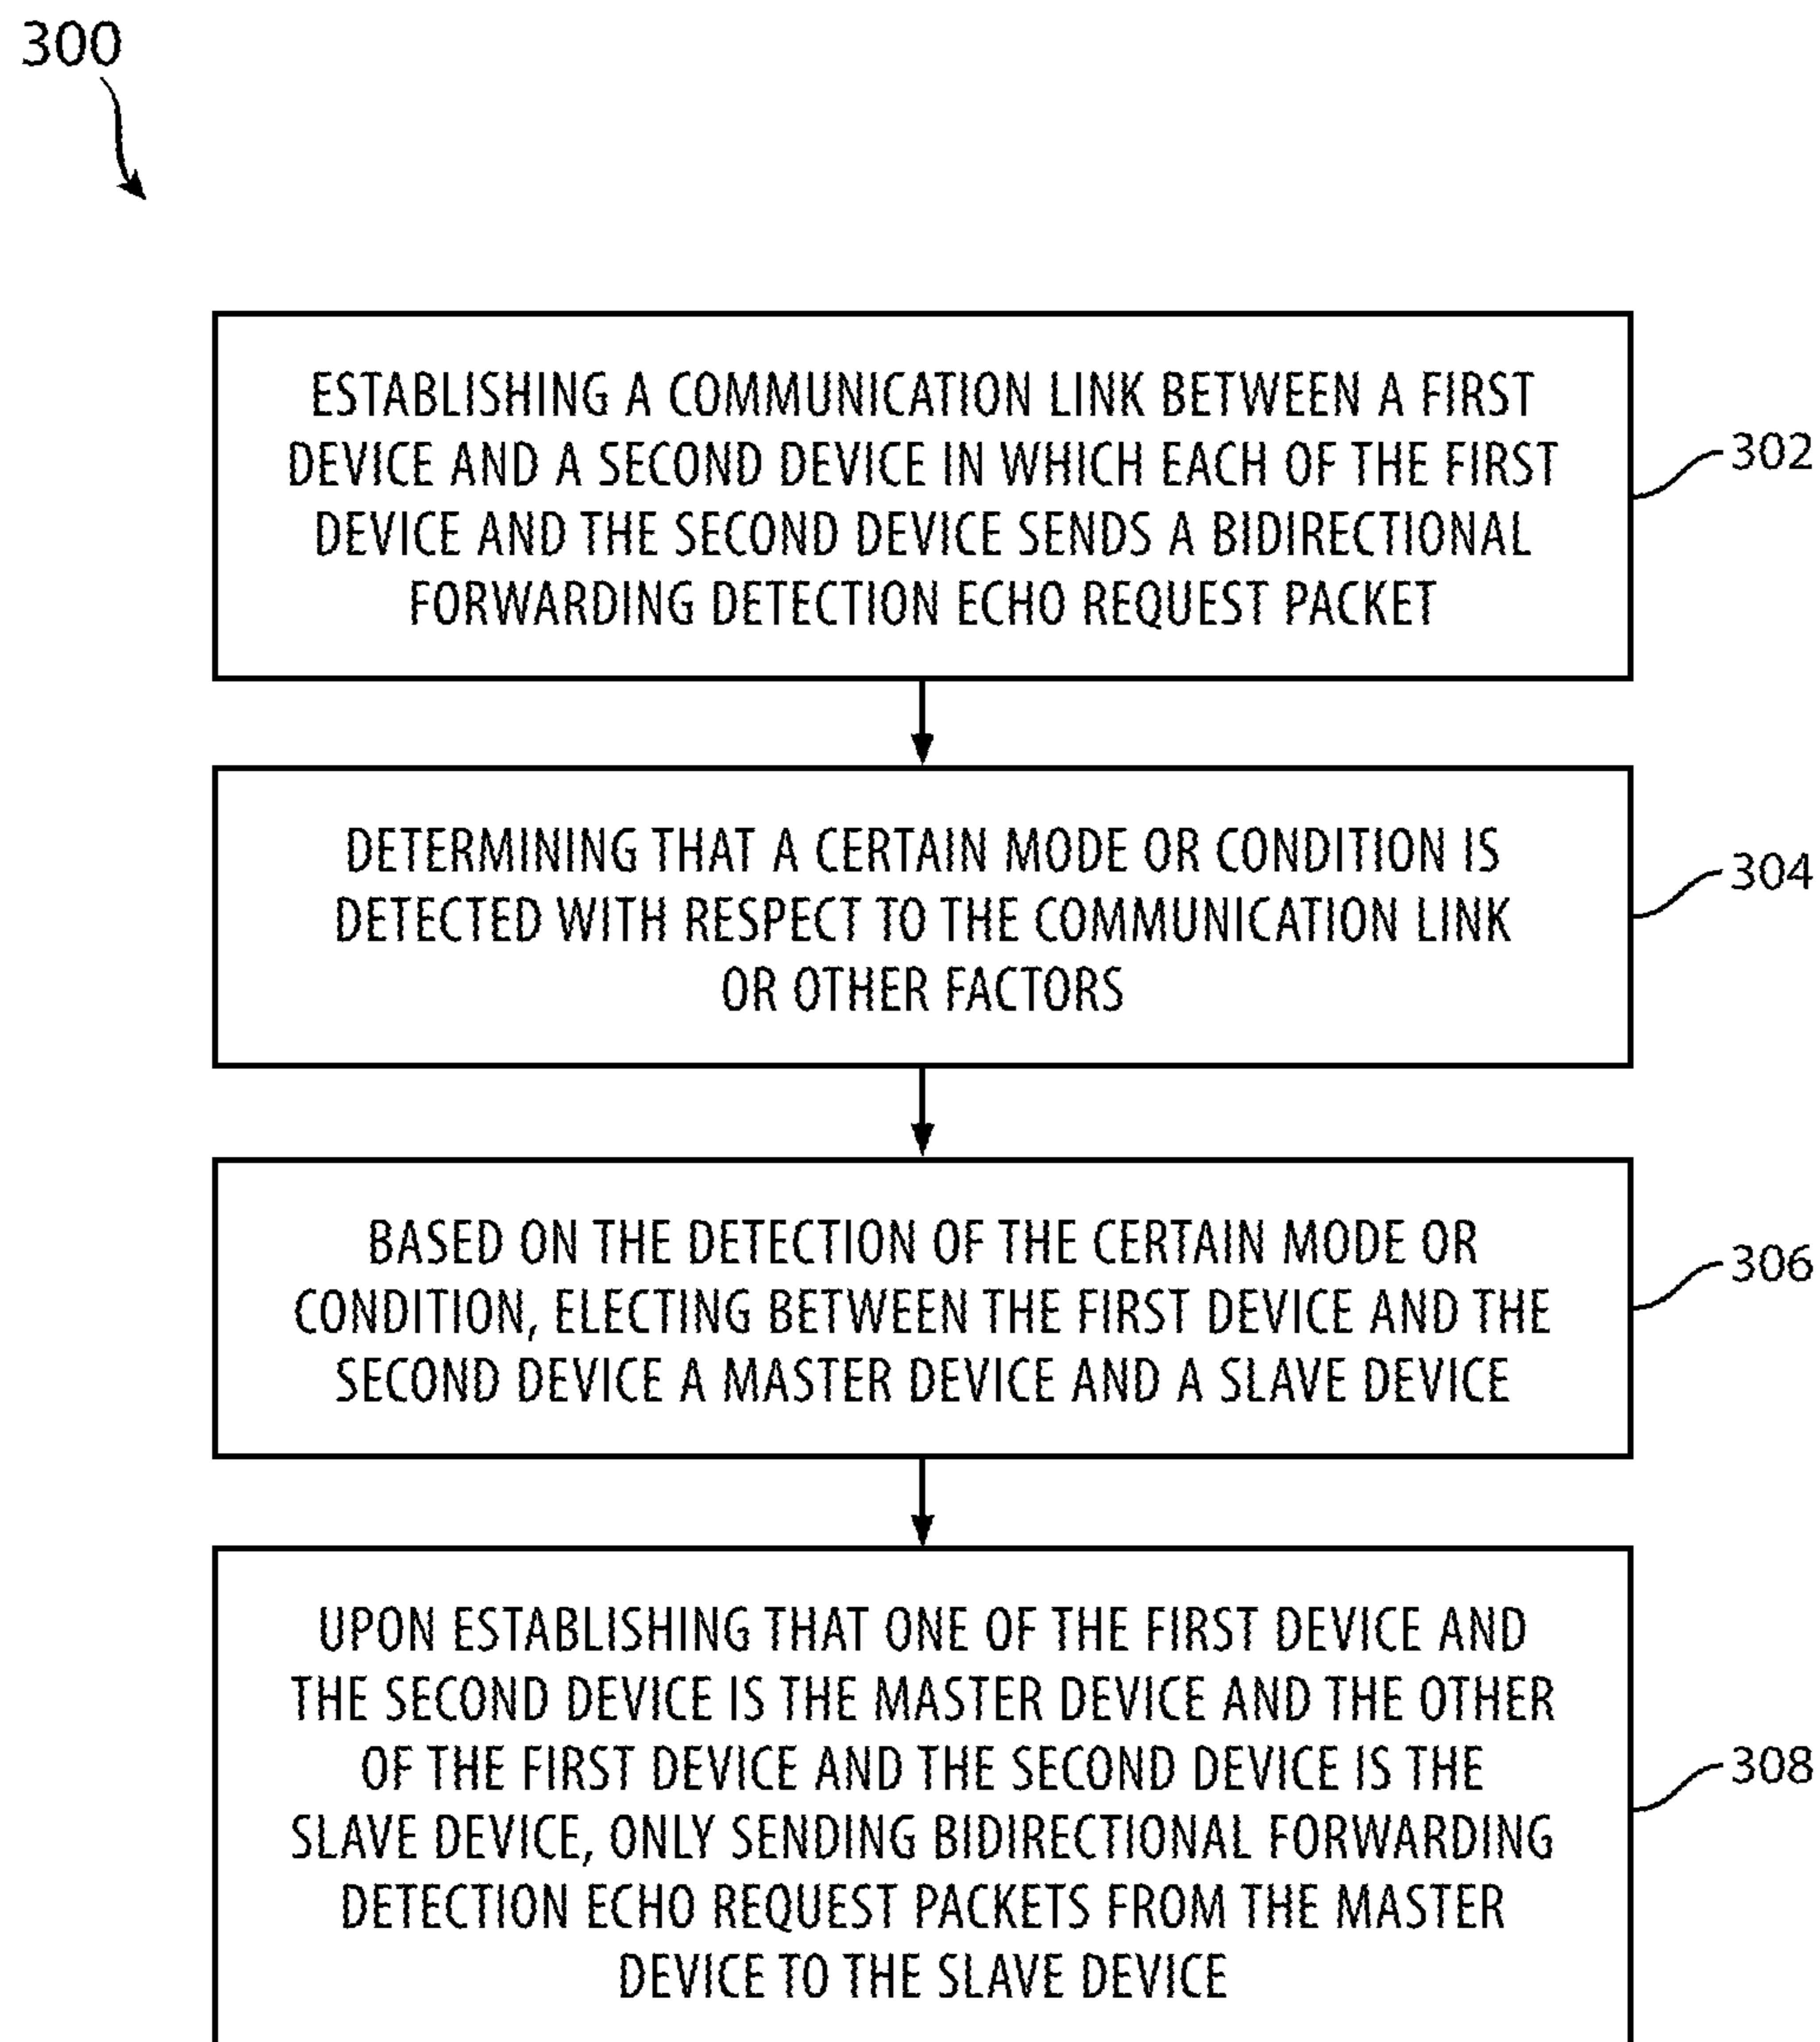 300
ESTABLISHING A COMMUNICATION LINK BETWEEN A FIRST
DEVICE AND A SECOND DEVICE IN WHICH EACH OF THE FIRST
DEVICE AND THE SECOND DEVICE SENDS A BIDIRECTIONAL
FORWARDING DETECTION ECHO REQUEST PACKET
302
DETERMINING THAT A CERTAIN MODE OR CONDITION IS
DETECTED WITH RESPECT TO THE COMMUNICATION LINK
OR OTHER FACTORS
304
BASED ON THE DETECTION OF THE CERTAIN MODE OR
CONDITION, ELECTING BETWEEN THE FIRST DEVICE AND THE
SECOND DEVICE A MASTER DEVICE AND A SLAVE DEVICE
306
UPON ESTABLISHING THAT ONE OF THE FIRST DEVICE AND
THE SECOND DEVICE IS THE MASTER DEVICE AND THE OTHER
OF THE FIRST DEVICE AND THE SECOND DEVICE IS THE
SLAVE DEVICE, ONLY SENDING BIDIRECTIONAL FORWARDING
DETECTION ECHO REQUEST PACKETS FROM THE MASTER
DEVICE TO THE SLAVE DEVICE
308